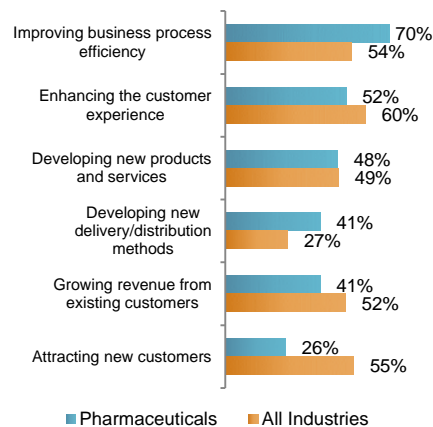 Improving business process
efficiency
70%
54%
Enhancing the customer
experience
52%
60%
Developing new products
and services
48%
49%
Developing new
delivery/distribution
methods
41%
27%
Growing revenue from
existing customers
41%
52%
Attracting new customers
26%
55%
Pharmaceuticals
All Industries